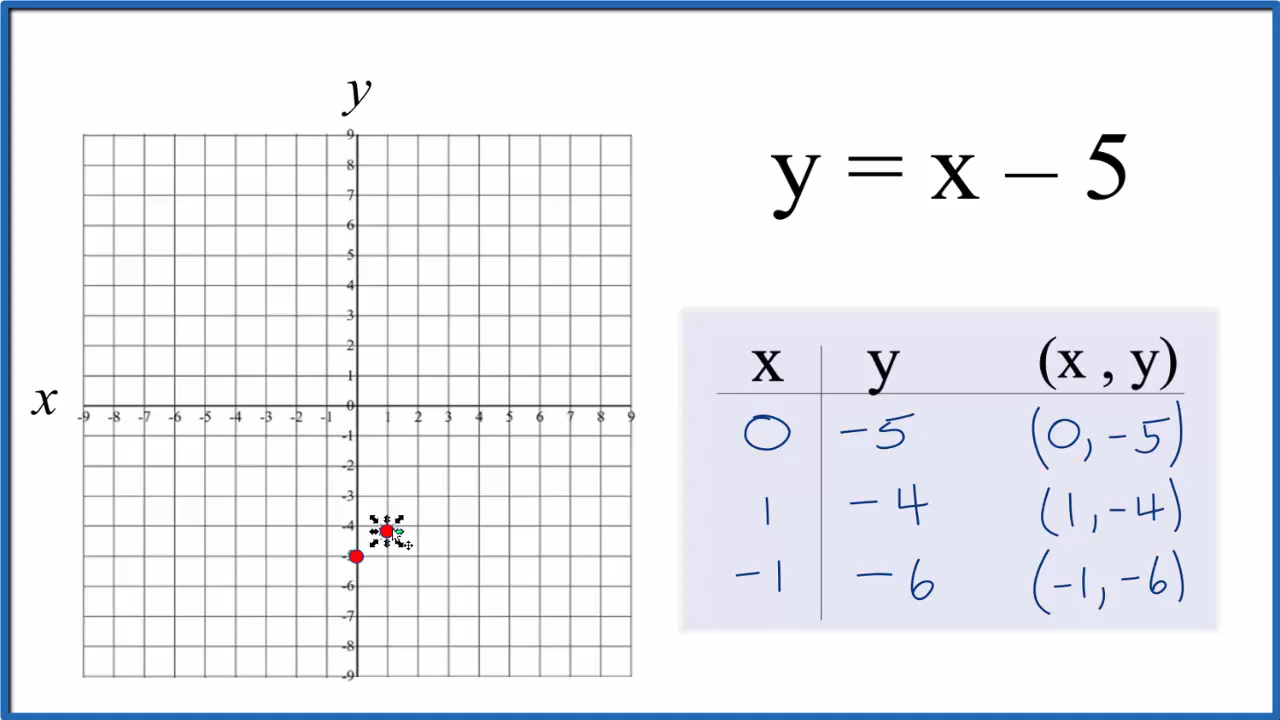 y
9
8
7
6
5
4
3
2
1
0
x
-9 -8 -7 -6 -5 -4 -3 -2 -1 1 2 3 4 5 6 7 8 9
-1
-2
-3
-4
-6
-7
-8
-9
y = x – 5
x y (x , y)
0 -5 (0, -5)
1 -4 (1, -4)
-1 -6 (-1, -6)